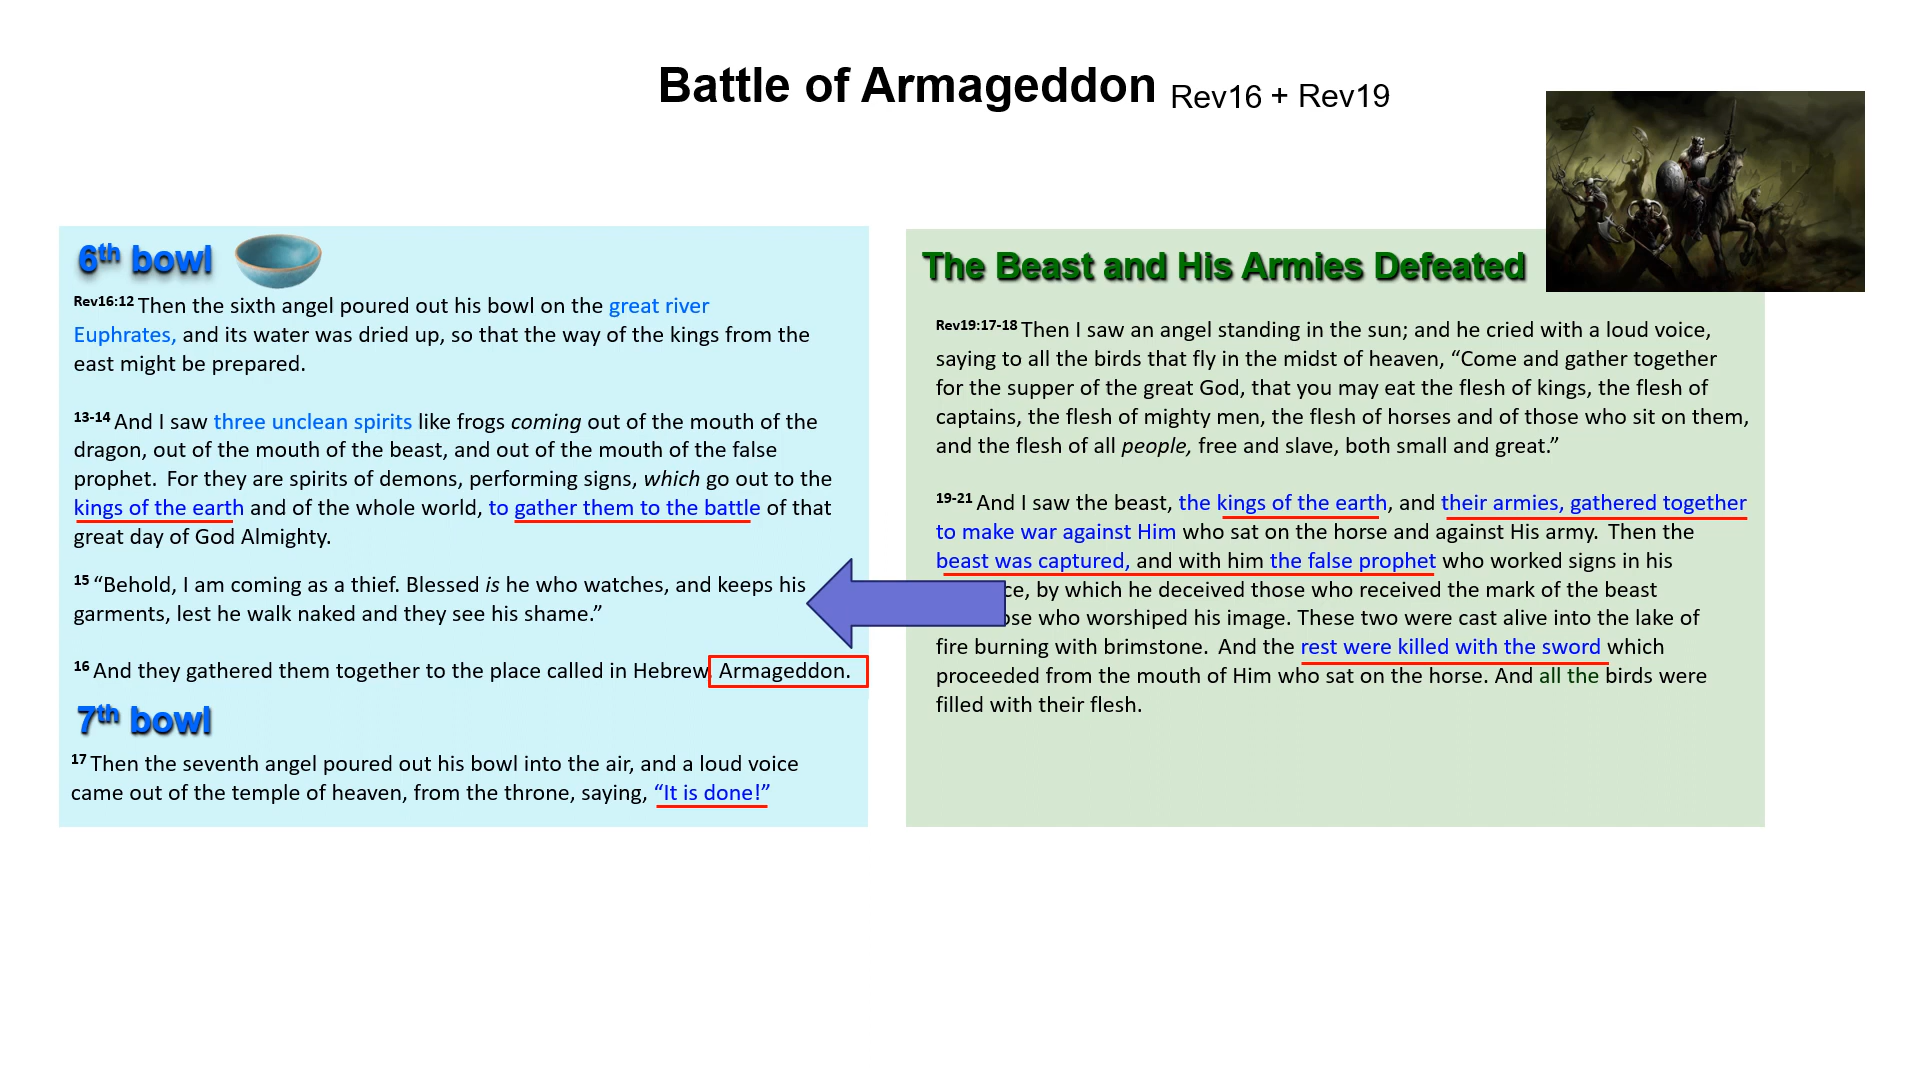 Battle of Armageddon Rev16 + Rev19
6th bowl
Rev16:12 Then the sixth angel poured out his bowl on the great river
Euphrates, and its water was dried up, so that the way of the kings from the
east might be prepared.
13-14 And I saw three unclean spirits like frogs coming out of the mouth of the
dragon, out of the mouth of the beast, and out of the mouth of the false
prophet. For they are spirits of demons, performing signs, which go out to the
kings of the earth and of the whole world, to gather them to the battle of that
great day of God Almighty.
15 “Behold, I am coming as a thief. Blessed is he who watches, and keeps his
garments, lest he walk naked and they see his shame.”
16 And they gathered them together to the place called in Hebrew, Armageddon.
7th bowl
17 Then the seventh angel poured out his bowl into the air, and a loud voice
came out of the temple of heaven, from the throne, saying, “It is done!”
The Beast and His Armies Defeated
Rev19:17-18 Then I saw an angel standing in the sun; and he cried with a loud voice,
saying to all the birds that fly in the midst of heaven, “Come and gather together
for the supper of the great God, that you may eat the flesh of kings, the flesh of
captains, the flesh of mighty men, the flesh of horses and of those who sit on them,
and the flesh of all people, free and slave, both small and great.”
19-21 And I saw the beast, the kings of the earth, and their armies, gathered together
to make war against Him who sat on the horse and against His army. Then the
beast was captured, and with him the false prophet who worked signs in his
by which he deceived those who received the mark of the beast
who worshiped his image. These two were cast alive into the lake of
fire burning with brimstone. And the rest were killed with the sword which
proceeded from the mouth of Him who sat on the horse. And all the birds were
filled with their flesh.